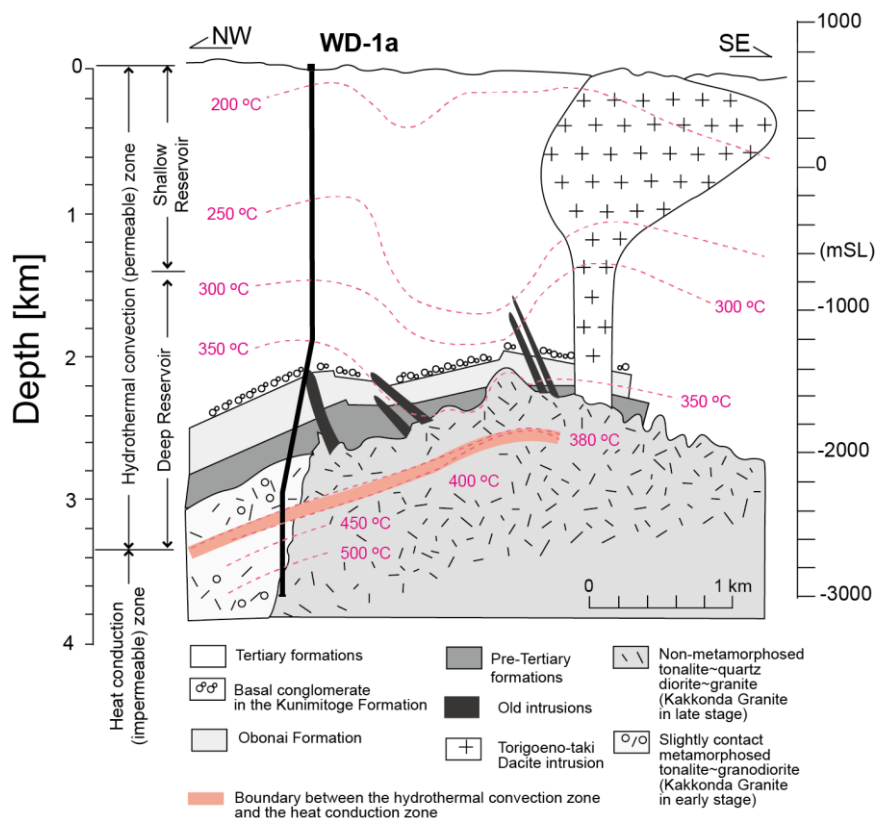 NW
WD-1a
SE
1000
0
-1000
-2000
-3000
(mSL)
0
1
2
3
4
Depth [km]
Hydrothermal convection (permeable) zone
Heat conduction
(impermeable) zone
Shallow
Reservoir
Deep Reservoir
200 ºC
250 ºC
300 ºC
350 ºC
300 ºC
350 ºC
380 ºC
400 ºC
450 ºC
500 ºC
0
1 km
Tertiary formations
Basal conglomerate
in the Kunimitoge Formation
Obonai Formation
Pre-Tertiary
formations
Old intrusions
Torigoeno-taki
Dacite intrusion
Non-metamorphosed
tonalite~quartz
diorite~granite
(Kakkonda Granite
in late stage)
Slightly contact
metamorphosed
tonalite~granodiorite
(Kakkonda Granite
in early stage)
Boundary between the hydrothermal convection zone
and the heat conduction zone